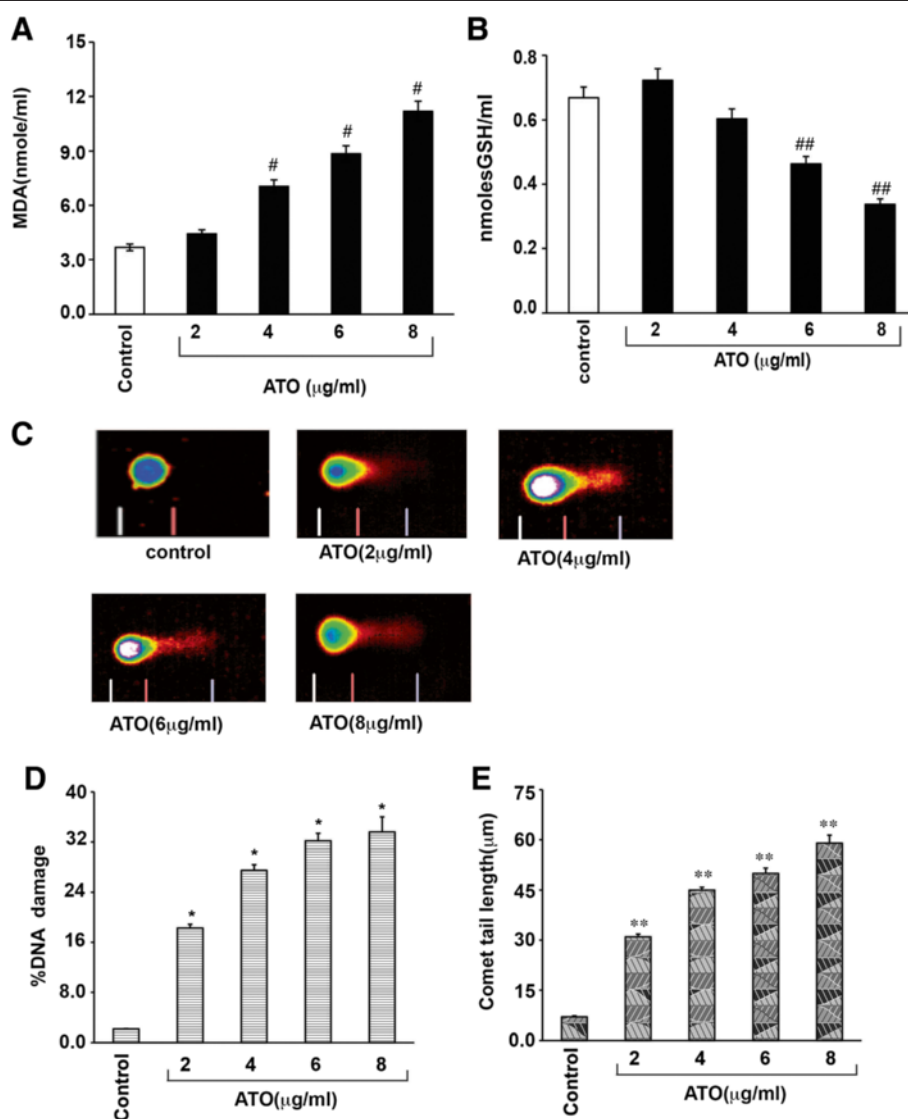 A
MDA(nmole/ml)
15
12
9.0
6.0
3.0
0.0
#
#
#
Control
2 4 6 8
ATO (μg/ml)
B
nmolesGSH/ml
0.8
0.6
0.4
0.2
0.0
##
##
control
2 4 6 8
ATO (μg/ml)
C
control
ATO(2μg/ml)
ATO(4μg/ml)
ATO(6μg/ml)
ATO(8μg/ml)
D
%DNA damage
40
32
24
16
8.0
0.0
*
*
*
*
Control
2 4 6 8
ATO(μg/ml)
E
Comet tail length(μm)
75
60
45
30
15
0.0
**
**
**
**
Control
2 4 6 8
ATO(μg/ml)